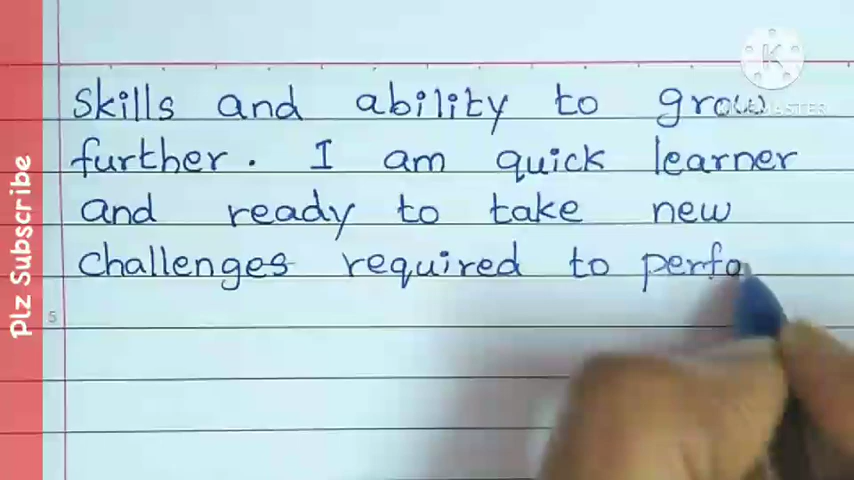 skills and ability to grow
further. I am quick learner
and ready to take new
challenges required to perfo
5
Plz Subscribe
K